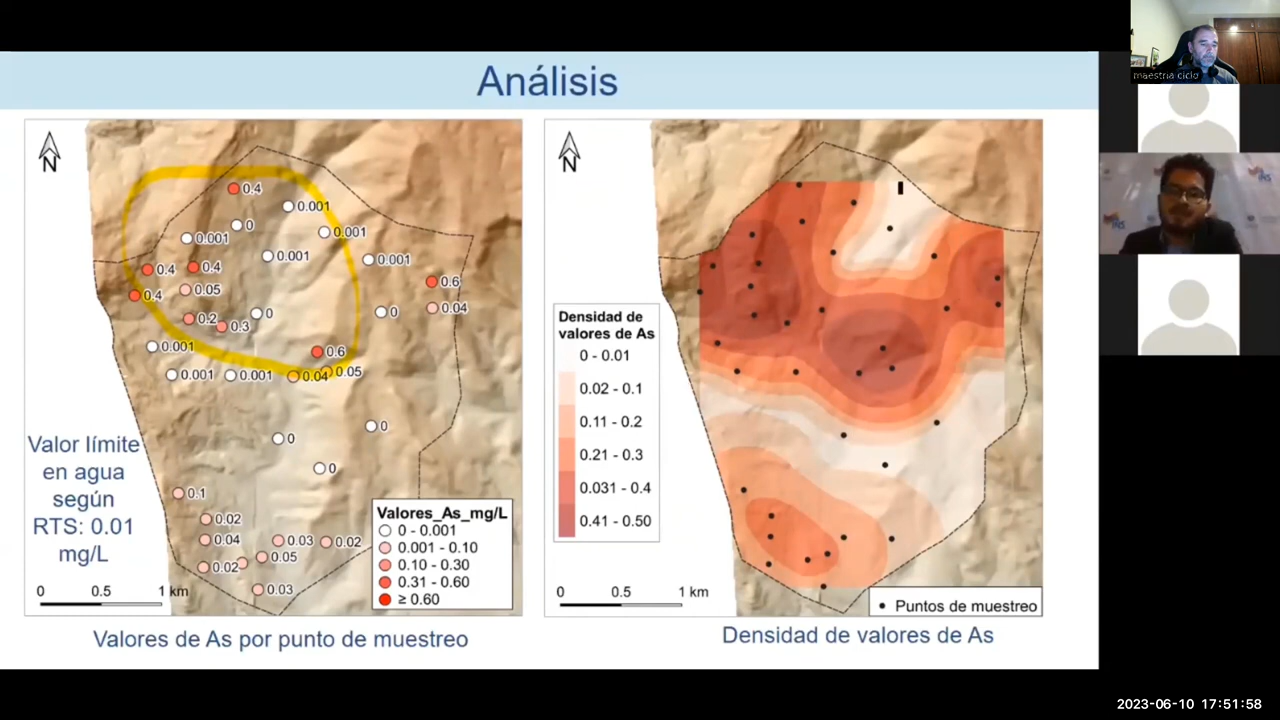 Análisis
N
0.4
0.001
0
0.001
0.001
0.001
0.001
0.4
0.4
0.6
0.05
0.4
0.04
0.2
0
0
0.3
0.001
0.6
0.001
0.001
0.04
0.05
0
0
0
Valor límite
en agua
según
RTS: 0.01
mg/L
0.1
0.02
0.04
0.03
0.02
0.05
0.02
0.03
Valores_As_mg/L
0 - 0.001
0.001 - 0.10
0.10 - 0.30
0.31 - 0.60
≥ 0.60
0 0.5 1 km
Valores de As por punto de muestreo
N
Densidad de
valores de As
0 - 0.01
0.02 - 0.1
0.11 - 0.2
0.21 - 0.3
0.031 - 0.4
0.41 - 0.50
0 0.5 1 km
Puntos de muestreo
Densidad de valores de As
maestria ciclo
INS
2023-06-10 17:51:58